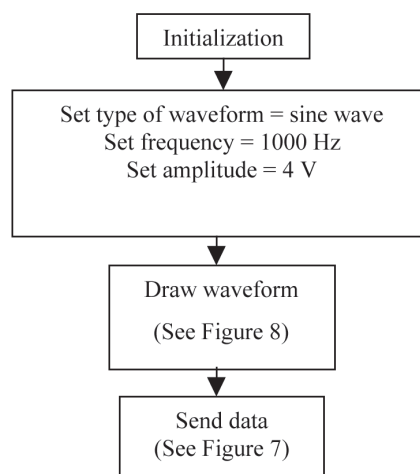 Initialization
Set type of waveform = sine wave
Set frequency = 1000 Hz
Set amplitude = 4 V
Draw waveform
(See Figure 8)
Send data
(See Figure 7)